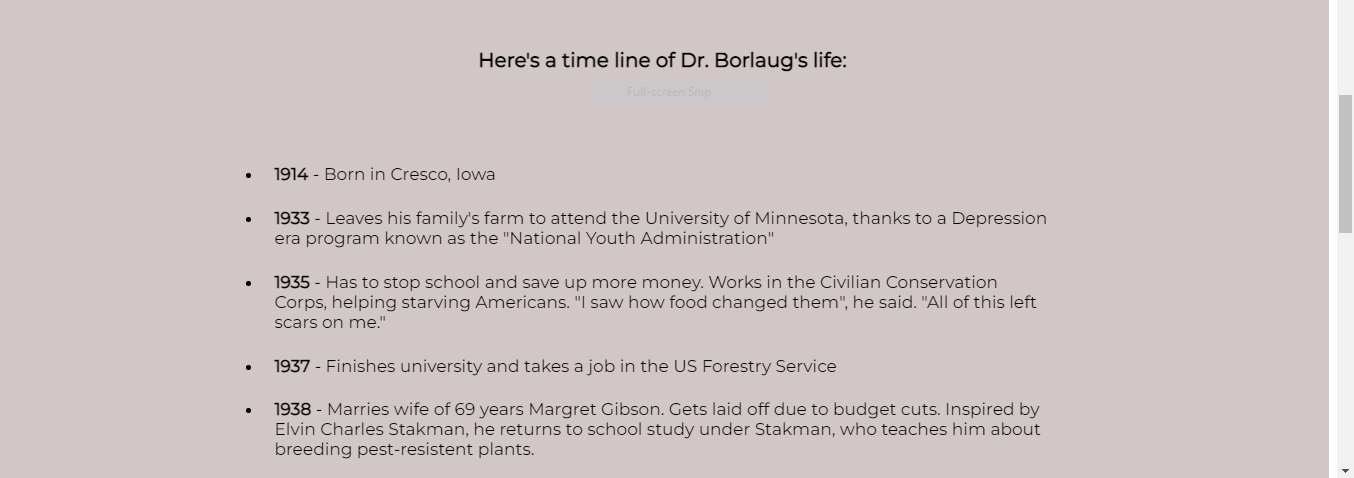 Here's a time line of Dr. Borlaug's life:
Full-screen Snip
1914 - Born in Cresco, Iowa
1933 - Leaves his family's farm to attend the University of Minnesota, thanks to a Depression
era program known as the "National Youth Administration"
1935 - Has to stop school and save up more money. Works in the Civilian Conservation
Corps, helping starving Americans. "I saw how food changed them", he said. "All of this left
scars on me."
1937 - Finishes university and takes a job in the US Forestry Service
1938 - Marries wife of 69 years Margret Gibson. Gets laid off due to budget cuts. Inspired by
Elvin Charles Stakman, he returns to school study under Stakman, who teaches him about
breeding pest-resistent plants.